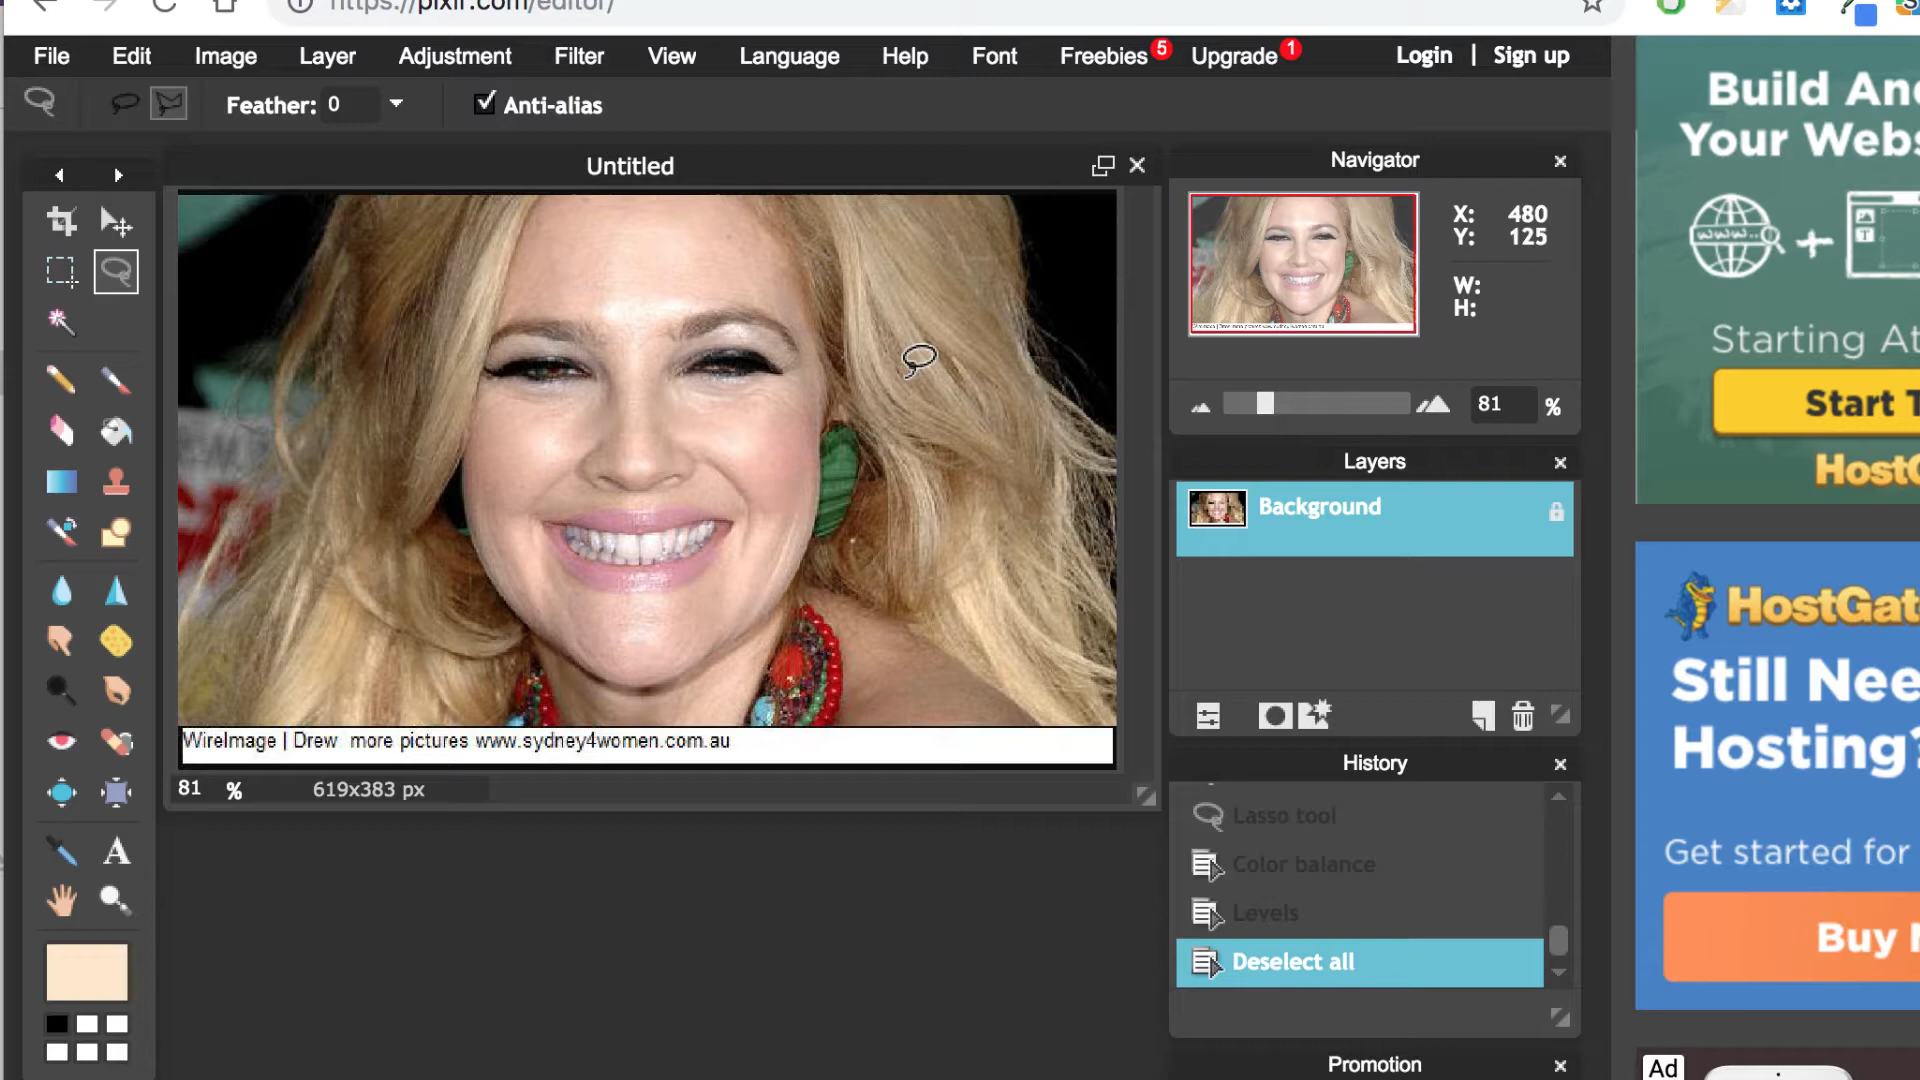 https://pixlr.com/editor/
File Edit Image Layer Adjustment Filter View Language Help Font Freebies 5 Upgrade 1 Login | Sign up
Feather: 0 Anti-alias
Untitled
WireImage | Drew more pictures www.sydney4women.com.au
81 % 619x383 px
Navigator
X: 480
Y: 125
W:
H:
81 %
Layers
Background
History
Lasso tool
Color balance
Levels
Deselect all
Promotion
Build And
Your Webs
WWW.
T
Starting At
Start T
HostG
HostGat
Still Nee
Hosting?
Get started for
Buy N
Ad
A